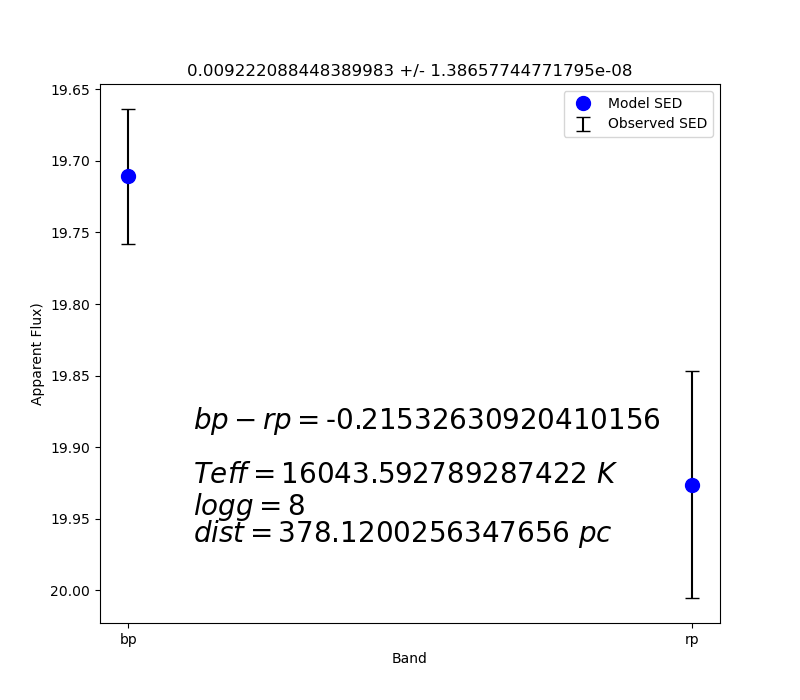 0.009222088448389983 +/- 1.38657744771795e-08
Model SED
Observed SED
19.65
19.70
19.75
19.80
19.85
19.90
19.95
20.00
Apparent Flux)
bp − rp = -0.21532630920410156
Teff = 16043.592789287422 K
logg = 8
dist = 378.1200256347656 pc
bp
rp
Band